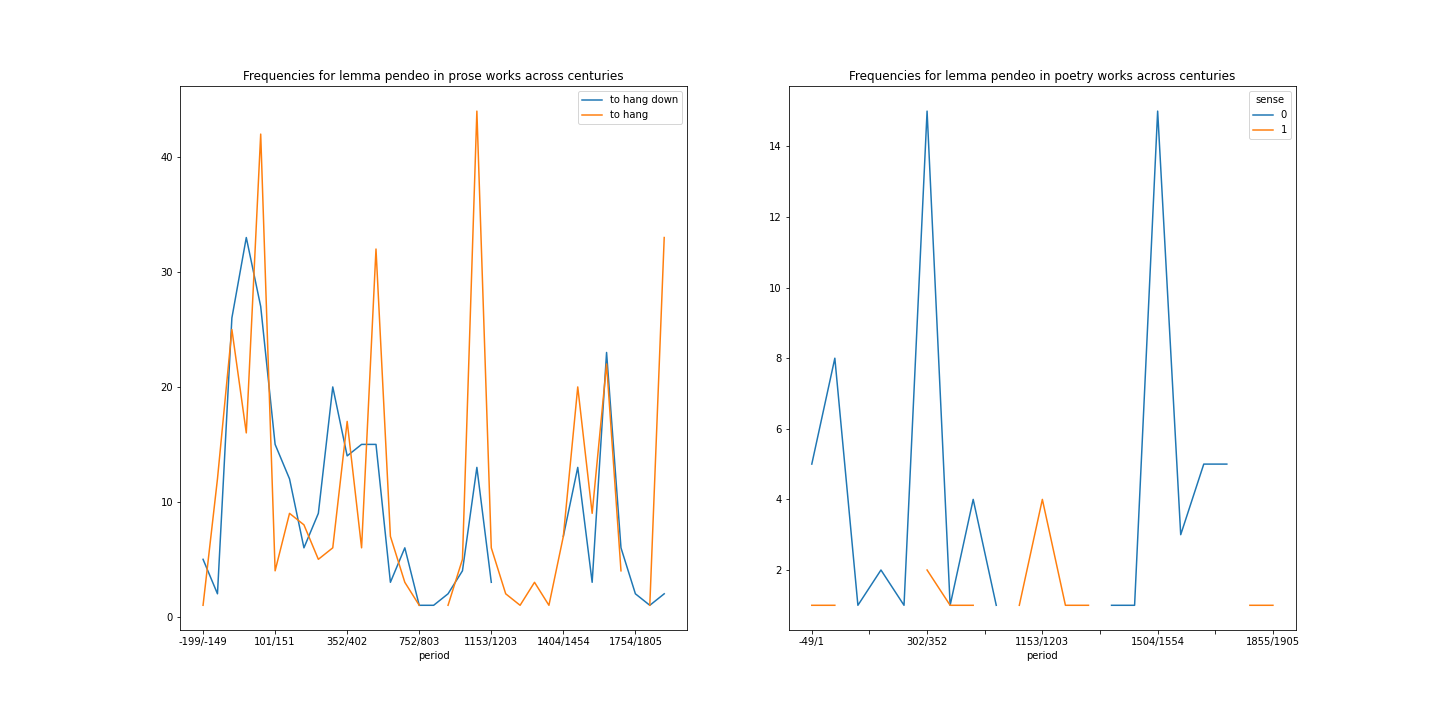 Frequencies for lemma pendeo in prose works across centuries
to hang down
to hang
40
30
20
10
0
-199/-149 101/151 352/402 752/803 1153/1203 1404/1454 1754/1805
period
Frequencies for lemma pendeo in poetry works across centuries
sense
0
1
14
12
10
8
6
4
2
-49/1 302/352 1153/1203 1504/1554 1855/1905
period